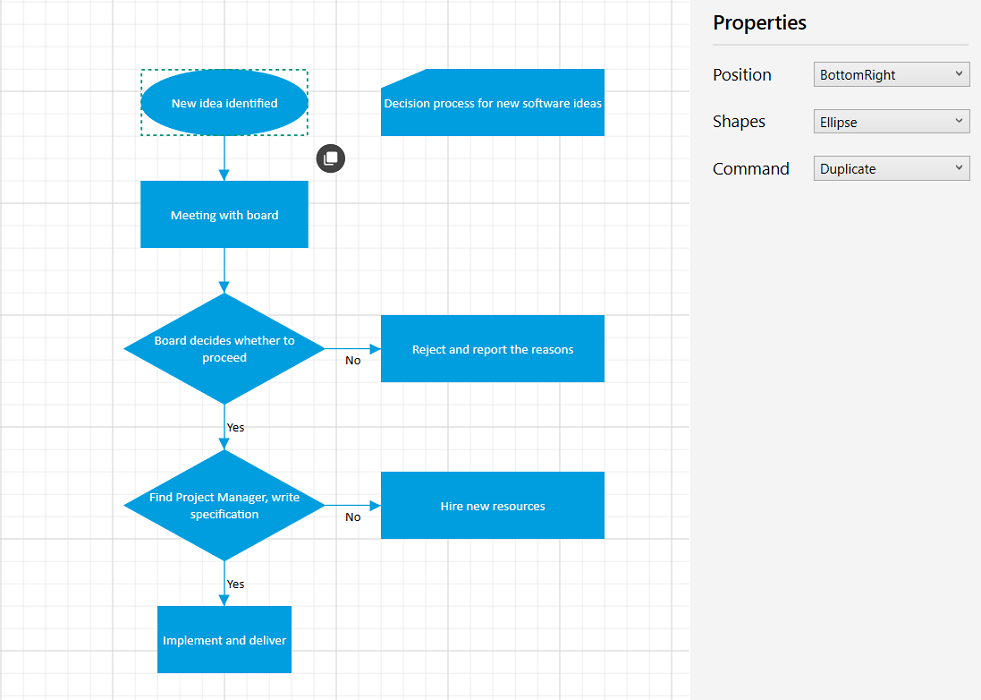 New idea identified
Decision process for new software ideas
Meeting with board
Board decides whether to
proceed
No
Reject and report the reasons
Yes
Find Project Manager, write
specification
No
Hire new resources
Yes
Implement and deliver
Properties
Position
BottomRight
Shapes
Ellipse
Command
Duplicate